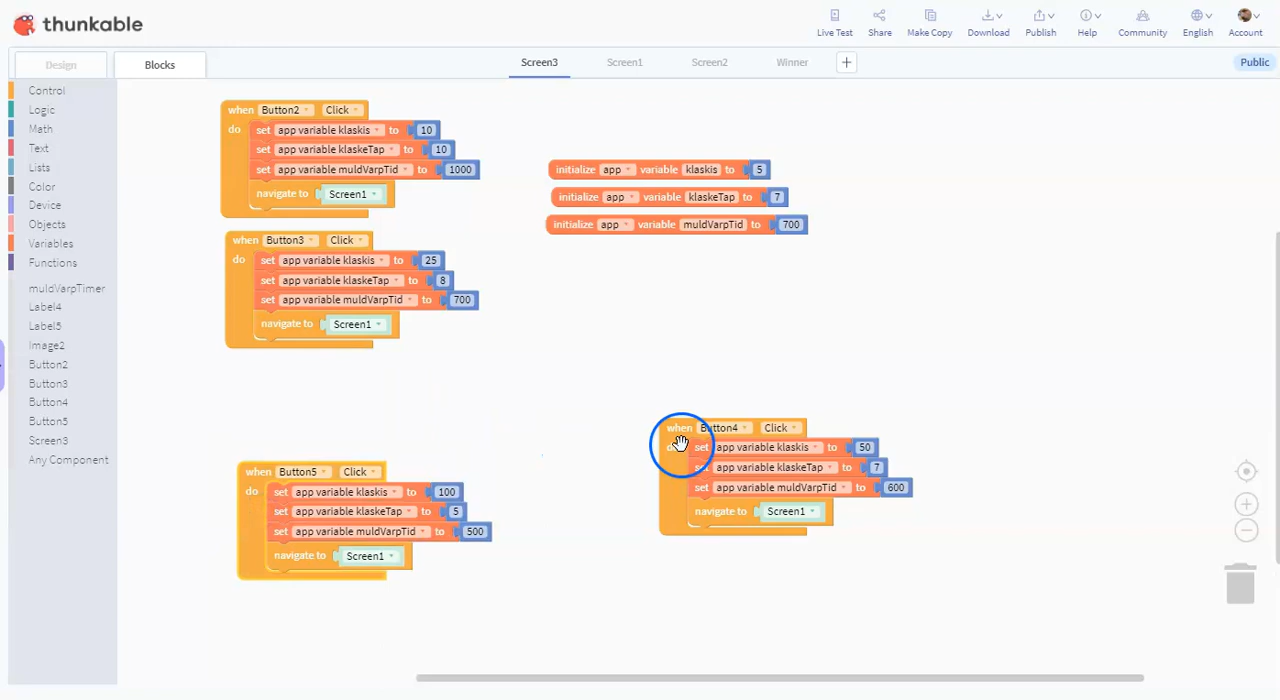 thunkable
Live Test
Share
Make Copy
Download
Publish
Help
Community
English
Account
Design
Blocks
Screen3
Screen1
Screen2
Winner
+
Public
Control
Logic
Math
Text
Lists
Color
Device
Objects
Variables
Functions
muldVarpTimer
Label4
Label5
Image2
Button2
Button3
Button4
Button5
Screen3
Any Component
when Button2 Click
do set app variable klaskis to 10
set app variable klaskeTap to 10
set app variable muldVarpTid to 1000
navigate to Screen1
initialize app variable klaskis to 5
initialize app variable klaskeTap to 7
initialize app variable muldVarpTid to 700
when Button3 Click
do set app variable klaskis to 25
set app variable klaskeTap to 8
set app variable muldVarpTid to 700
navigate to Screen1
when Button4 Click
do set app variable klaskis to 50
set app variable klaskeTap to 7
set app variable muldVarpTid to 600
navigate to Screen1
when Button5 Click
do set app variable klaskis to 100
set app variable klaskeTap to 5
set app variable muldVarpTid to 500
navigate to Screen1